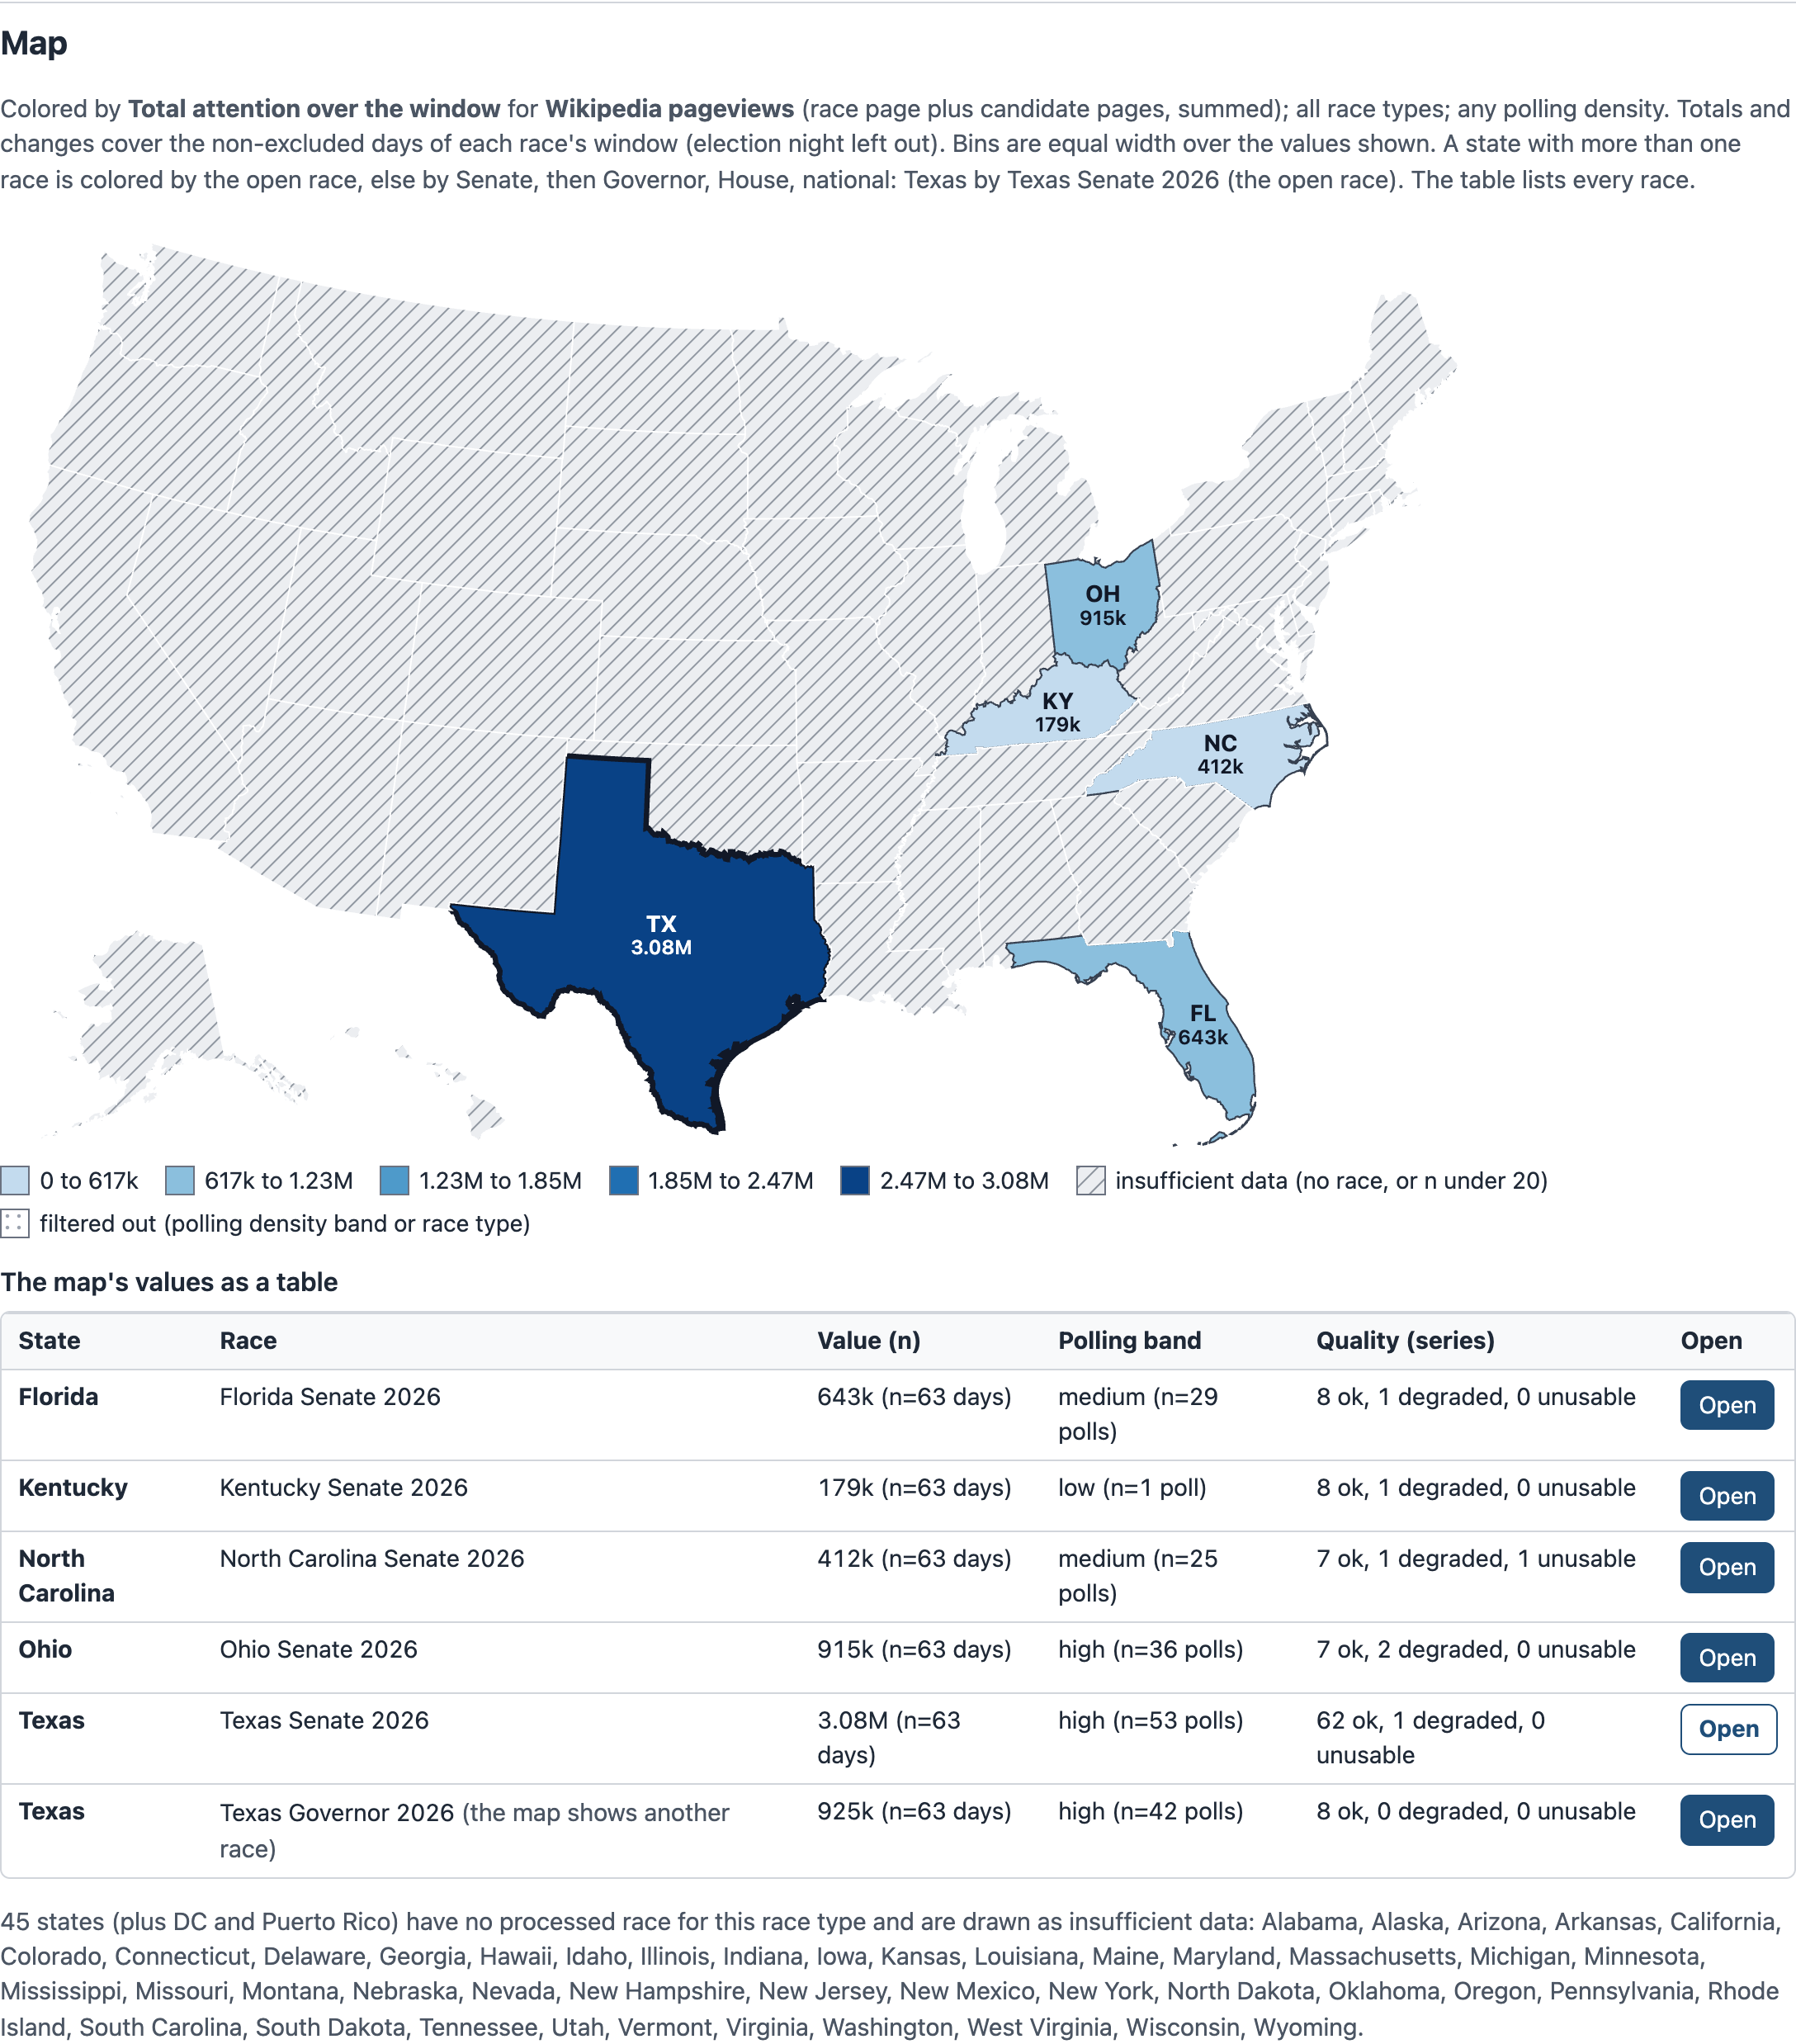 Map
Colored by Total attention over the window for Wikipedia pageviews (race page plus candidate pages, summed); all race types; any polling density. Totals and
changes cover the non-excluded days of each race's window (election night left out). Bins are equal width over the values shown. A state with more than one
race is colored by the open race, else by Senate, then Governor, House, national: Texas by Texas Senate 2026 (the open race). The table lists every race.
OH
915k
KY
179k
NC
412k
TX
3.08M
FL
643k
0 to 617k 617k to 1.23M 1.23M to 1.85M 1.85M to 2.47M 2.47M to 3.08M insufficient data (no race, or n under 20)
filtered out (polling density band or race type)
The map's values as a table
State Race Value (n) Polling band Quality (series) Open
Florida Florida Senate 2026 643k (n=63 days) medium (n=29 8 ok, 1 degraded, 0 unusable Open
polls)
Kentucky Kentucky Senate 2026 179k (n=63 days) low (n=1 poll) 8 ok, 1 degraded, 0 unusable Open
North North Carolina Senate 2026 412k (n=63 days) medium (n=25 7 ok, 1 degraded, 1 unusable Open
Carolina polls)
Ohio Ohio Senate 2026 915k (n=63 days) high (n=36 polls) 7 ok, 2 degraded, 0 unusable Open
Texas Texas Senate 2026 3.08M (n=63 high (n=53 polls) 62 ok, 1 degraded, 0 Open
days) unusable
Texas Texas Governor 2026 (the map shows another 925k (n=63 days) high (n=42 polls) 8 ok, 0 degraded, 0 unusable Open
race)
45 states (plus DC and Puerto Rico) have no processed race for this race type and are drawn as insufficient data: Alabama, Alaska, Arizona, Arkansas, California,
Colorado, Connecticut, Delaware, Georgia, Hawaii, Idaho, Illinois, Indiana, Iowa, Kansas, Louisiana, Maine, Maryland, Massachusetts, Michigan, Minnesota,
Mississippi, Missouri, Montana, Nebraska, Nevada, New Hampshire, New Jersey, New Mexico, New York, North Dakota, Oklahoma, Oregon, Pennsylvania, Rhode
Island, South Carolina, South Dakota, Tennessee, Utah, Vermont, Virginia, Washington, West Virginia, Wisconsin, Wyoming.